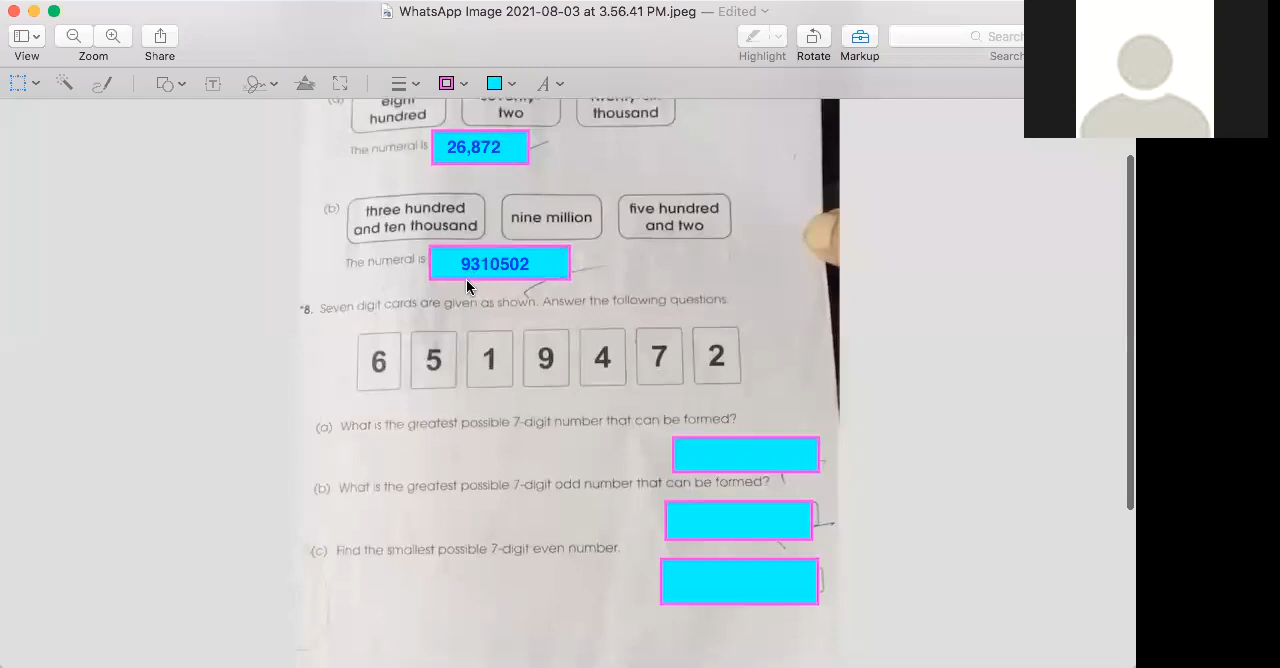 WhatsApp Image 2021-08-03 at 3.56.41 PM.jpeg — Edited
View Zoom Share Highlight Rotate Markup Search
Search
eight hundred
two
thousand
The numeral is 26,872
(b) three hundred and ten thousand
nine million
five hundred and two
The numeral is 9310502
*8. Seven digit cards are given as shown. Answer the following questions.
6 5 1 9 4 7 2
(a) What is the greatest possible 7-digit number that can be formed?
(b) What is the greatest possible 7-digit odd number that can be formed?
(c) Find the smallest possible 7-digit even number.